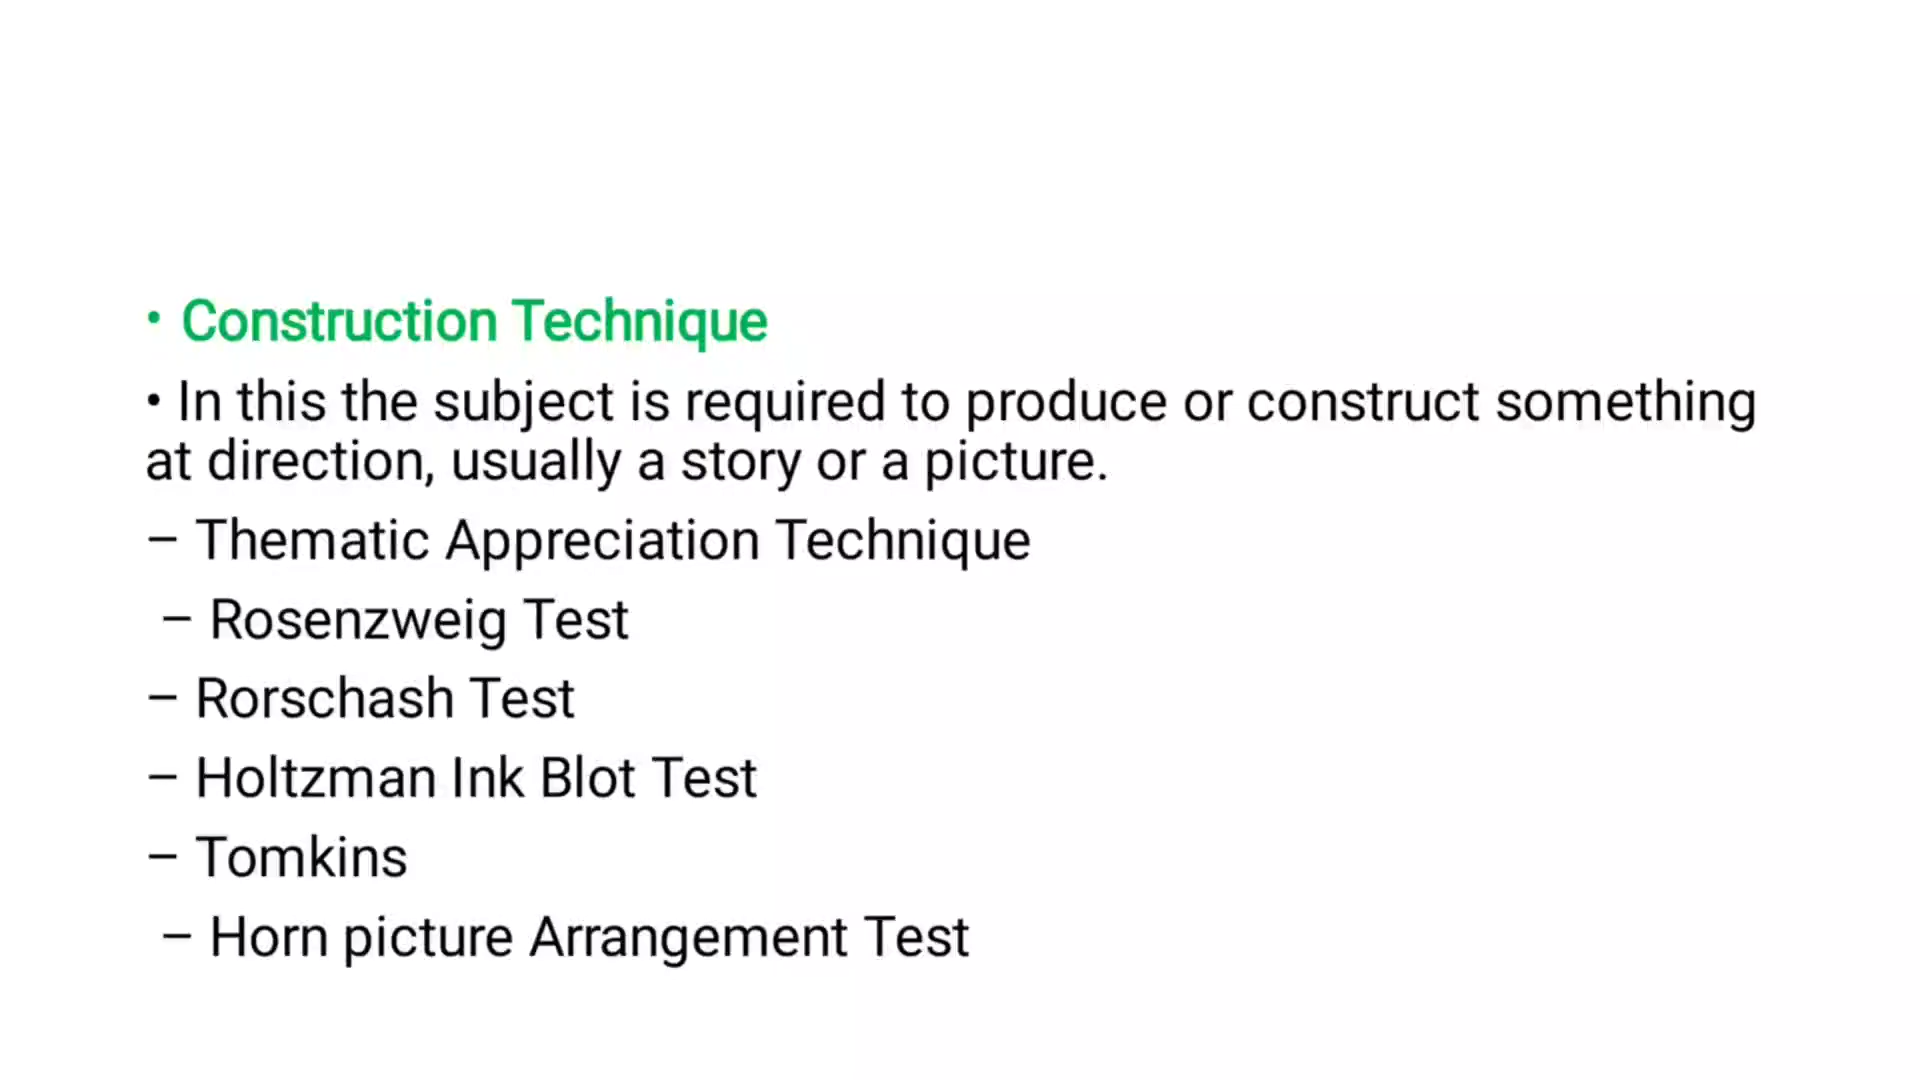 • Construction Technique
• In this the subject is required to produce or construct something
at direction, usually a story or a picture.
– Thematic Appreciation Technique
– Rosenzweig Test
– Rorschash Test
– Holtzman Ink Blot Test
– Tomkins
– Horn picture Arrangement Test